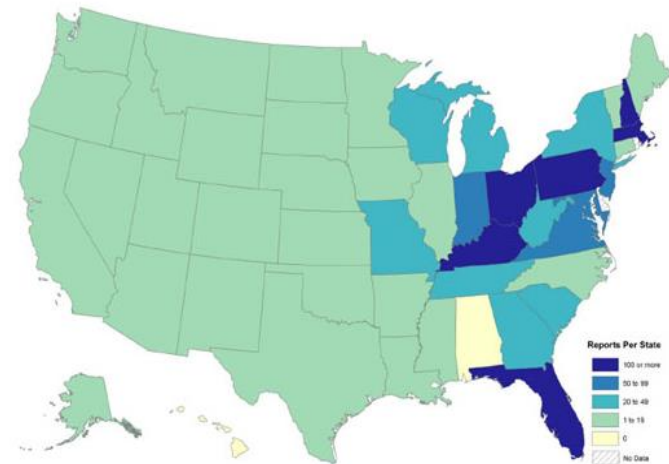 Reports Per State
100 or more
50 to 99
20 to 49
1 to 19
0
No Data